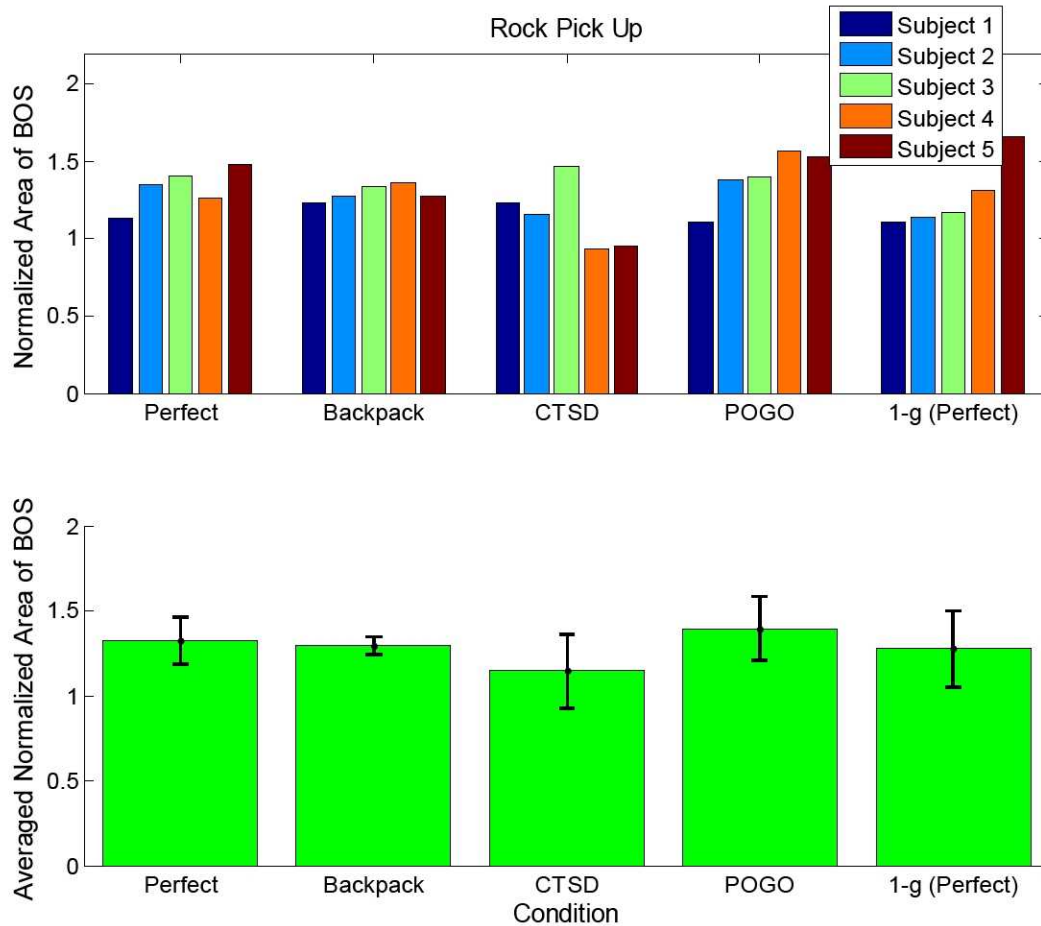 Rock Pick Up
Subject 1
Subject 2
Subject 3
Subject 4
Subject 5
Normalized Area of BOS
2
1.5
1
0.5
0
Perfect Backpack CTSD POGO 1-g (Perfect)
Averaged Normalized Area of BOS
2
1.5
1
0.5
0
Perfect Backpack CTSD POGO 1-g (Perfect)
Condition